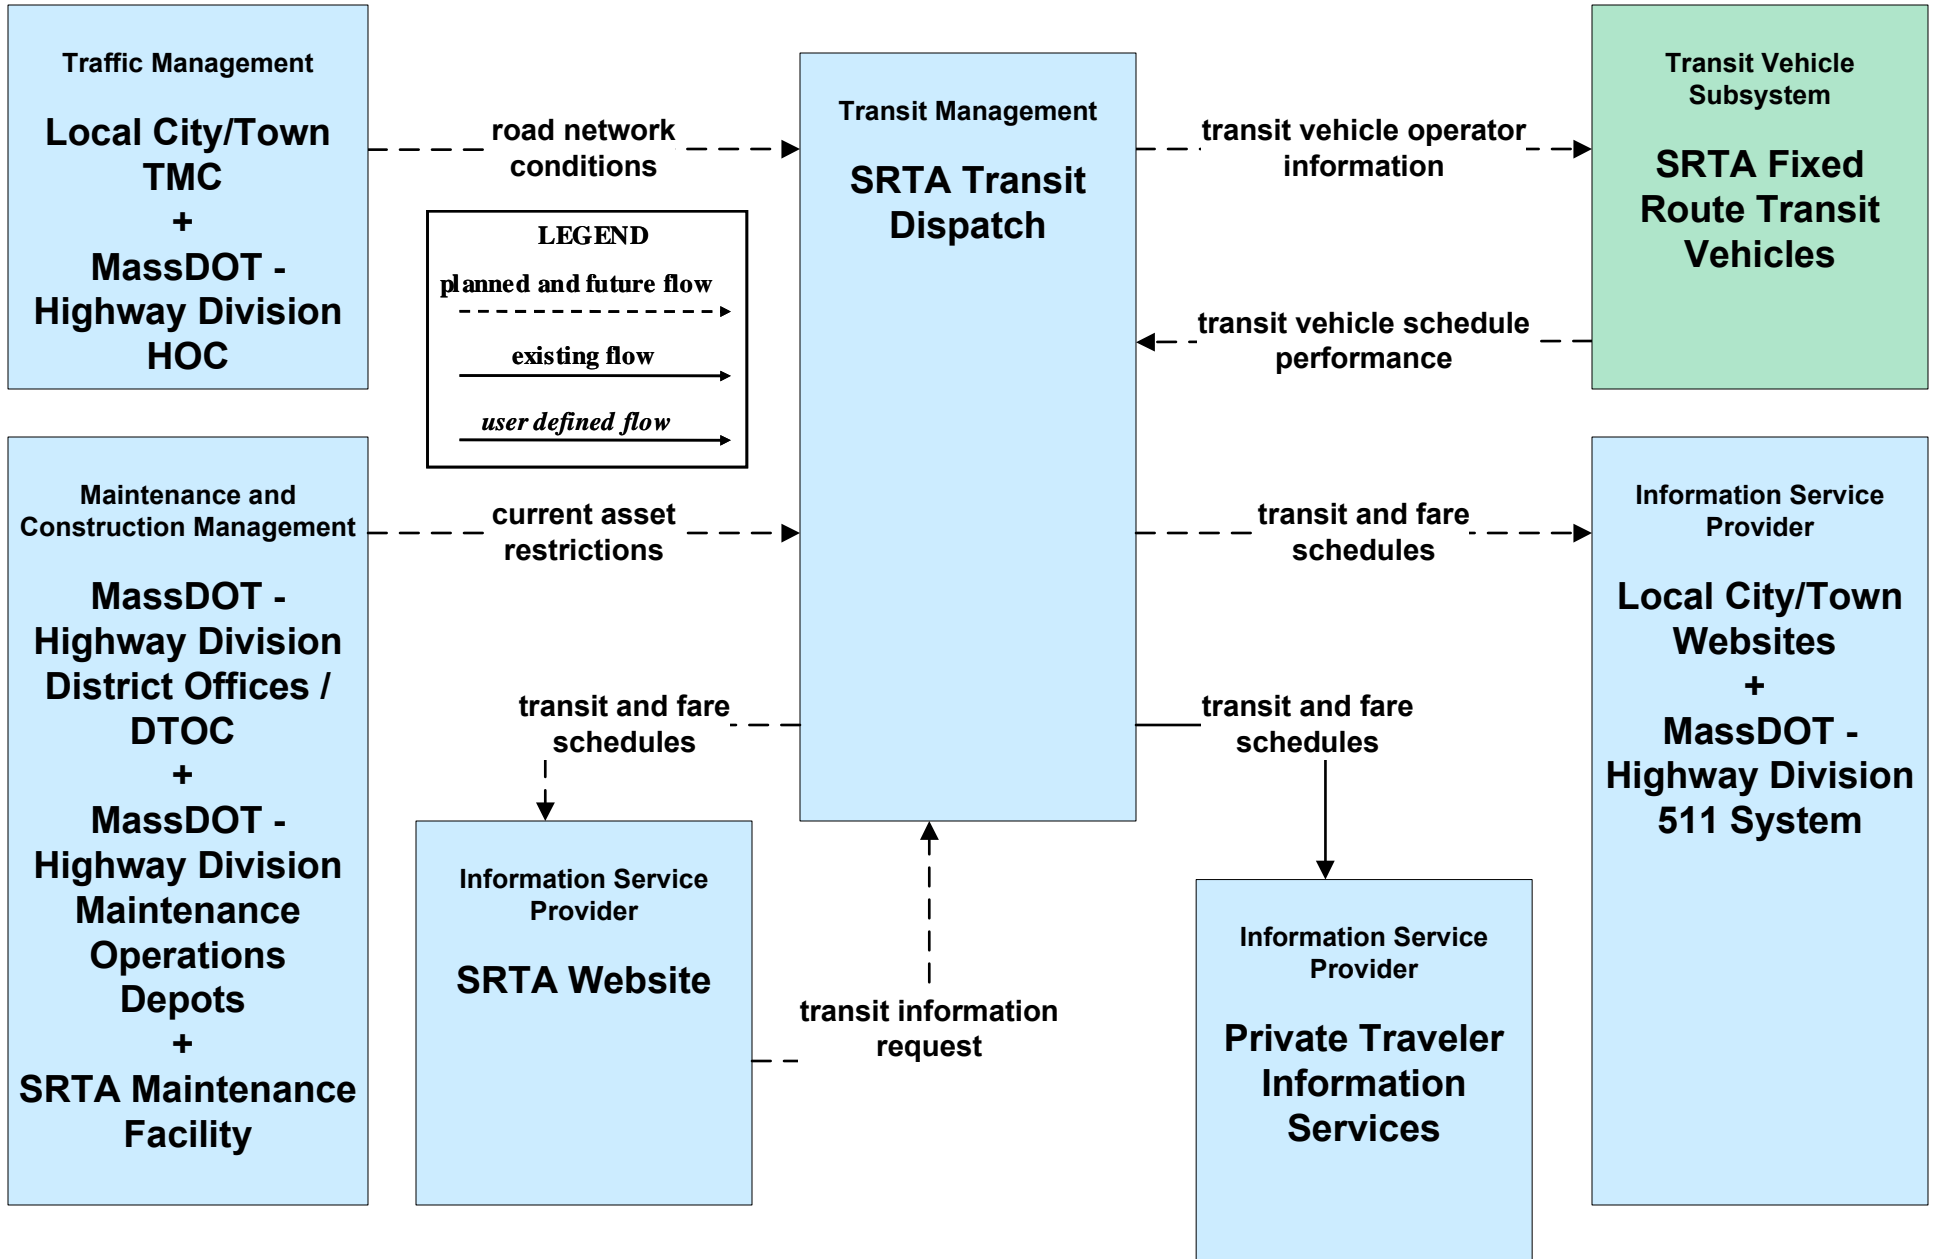 Traffic Management
Local City/Town
TMC
+
MassDOT -
Highway Division
HOC
road network
conditions
LEGEND
planned and future flow
existing flow
user defined flow
Transit Management
SRTA Transit
Dispatch
transit vehicle operator
information
transit vehicle schedule
performance
Transit Vehicle
Subsystem
SRTA Fixed
Route Transit
Vehicles
Maintenance and
Construction Management
MassDOT -
Highway Division
District Offices /
DTOC
+
MassDOT -
Highway Division
Maintenance
Operations
Depots
+
SRTA Maintenance
Facility
current asset
restrictions
transit and fare
schedules
Information Service
Provider
Local City/Town
Websites
+
MassDOT -
Highway Division
511 System
transit and fare
schedules
transit and fare
schedules
Information Service
Provider
SRTA Website
transit information
request
Information Service
Provider
Private Traveler
Information
Services